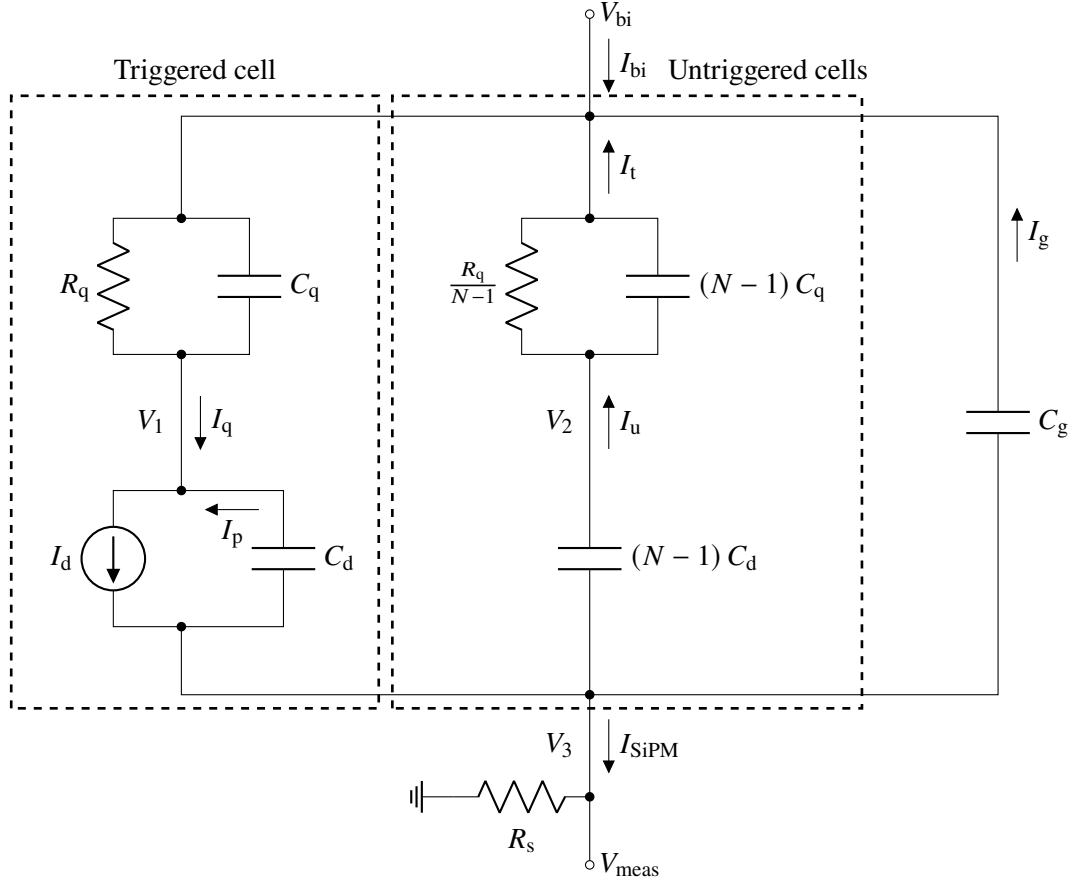 V_bi
I_bi
Triggered cell
Untriggered cells
I_t
I_g
R_q
C_q
R_q/(N−1)
(N − 1) C_q
V_1
I_q
V_2
I_u
C_g
I_p
I_d
C_d
(N − 1) C_d
V_3
I_SiPM
R_s
V_meas